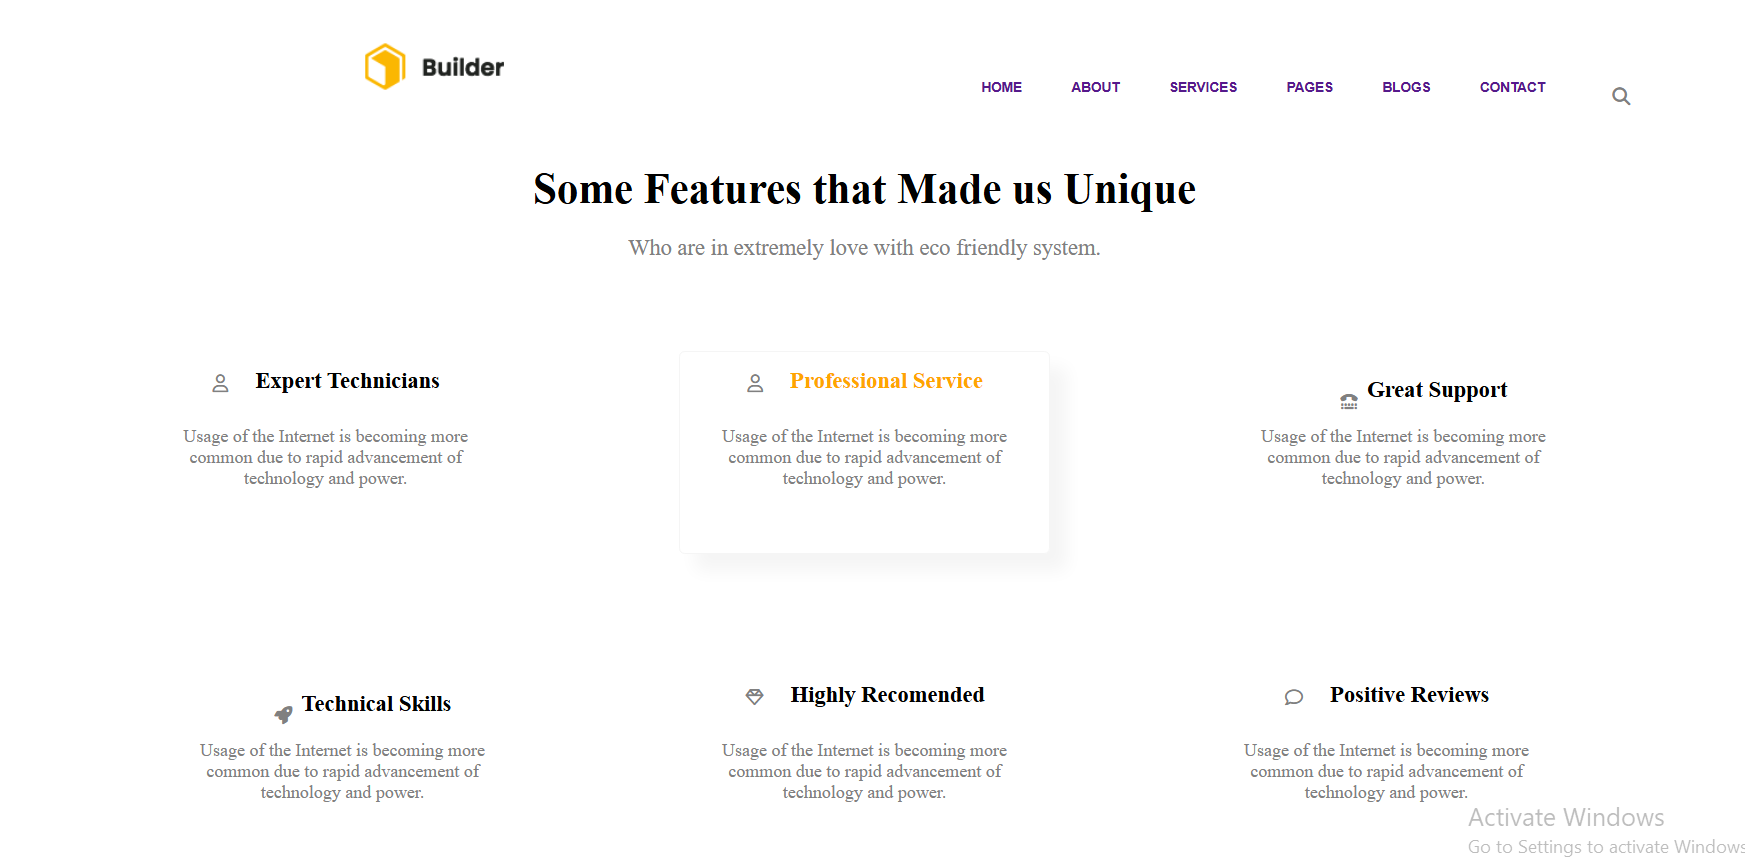 Builder
HOME ABOUT SERVICES PAGES BLOGS CONTACT
Some Features that Made us Unique
Who are in extremely love with eco friendly system.
Expert Technicians
Usage of the Internet is becoming more
common due to rapid advancement of
technology and power.
Professional Service
Usage of the Internet is becoming more
common due to rapid advancement of
technology and power.
Great Support
Usage of the Internet is becoming more
common due to rapid advancement of
technology and power.
Technical Skills
Usage of the Internet is becoming more
common due to rapid advancement of
technology and power.
Highly Recomended
Usage of the Internet is becoming more
common due to rapid advancement of
technology and power.
Positive Reviews
Usage of the Internet is becoming more
common due to rapid advancement of
technology and power.
Activate Windows
Go to Settings to activate Windows